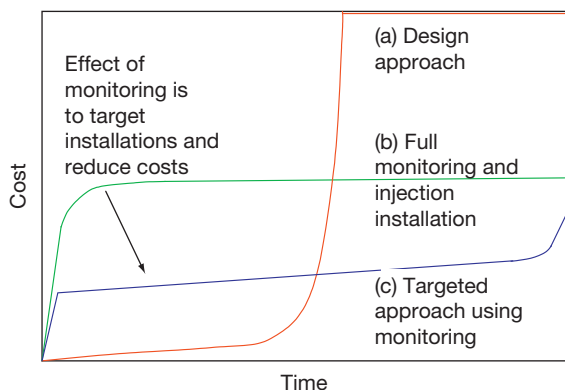 Effect of
monitoring is
to target
installations and
reduce costs
(a) Design
approach
(b) Full
monitoring and
injection
installation
(c) Targeted
approach using
monitoring
Cost
Time